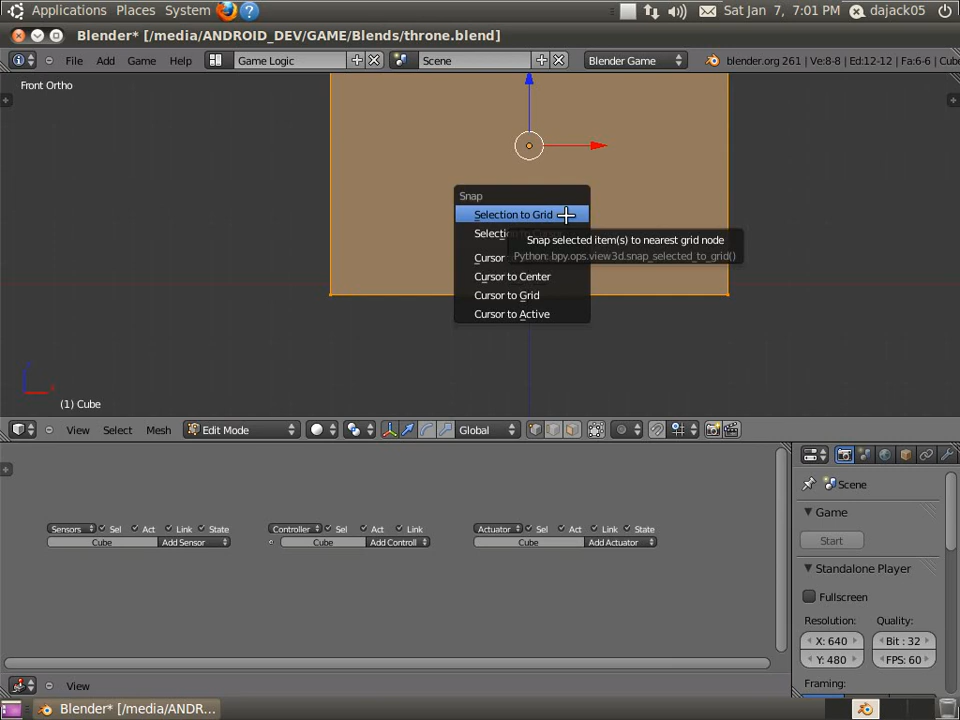 Applications Places System Sat Jan 7, 7:01 PM dajack05
Blender* [/media/ANDROID_DEV/GAME/Blends/throne.blend]
File Add Game Help Game Logic Scene Blender Game blender.org 261 | Ve:8-8 | Ed:12-12 | Fa:6-6 | Cube
Front Ortho
Snap
Selection to Grid
Selecti
Snap selected item(s) to nearest grid node
Cursor
Python: bpy.ops.view3d.snap_selected_to_grid()
Cursor to Center
Cursor to Grid
Cursor to Active
(1) Cube
View Select Mesh Edit Mode Global
Scene
Game
Sensors Sel Act Link State Controller Sel Act Link Actuator Sel Act Link State
Cube Add Sensor Cube Add Controll Cube Add Actuator
Start
Standalone Player
Fullscreen
Resolution: Quality:
X: 640 Bit : 32
Y: 480 FPS: 60
Framing:
View
Blender* [/media/ANDR...